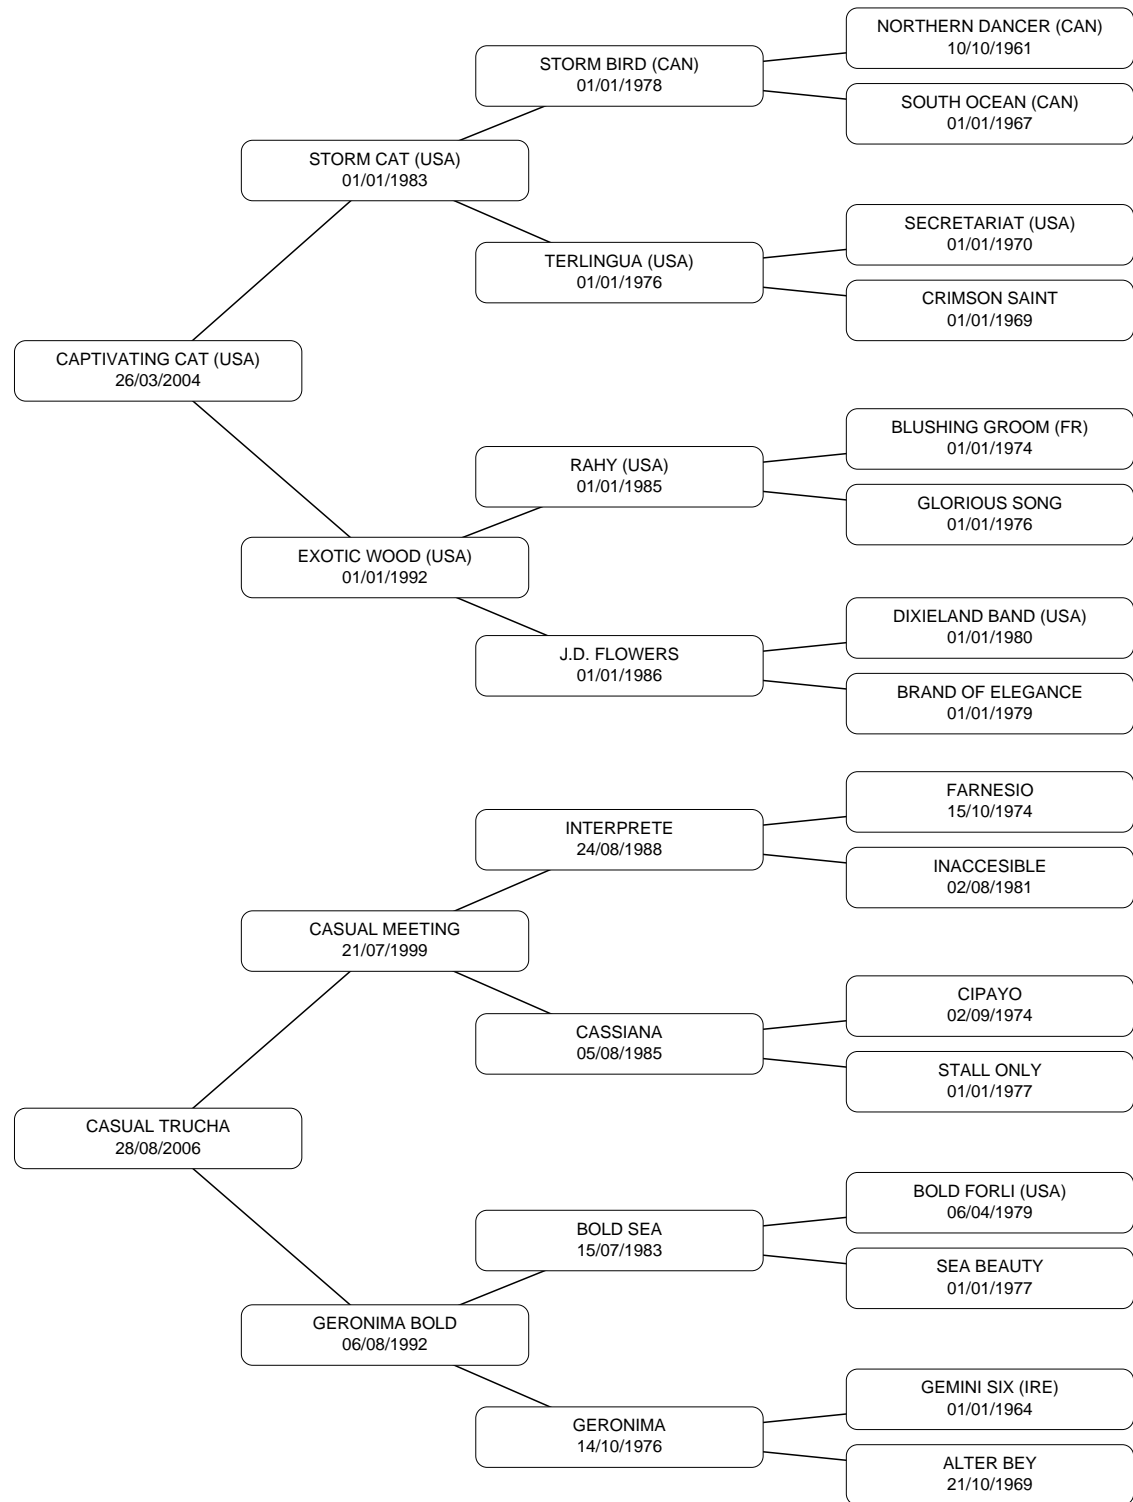 NORTHERN DANCER (CAN)
10/10/1961
STORM BIRD (CAN)
01/01/1978
SOUTH OCEAN (CAN)
01/01/1967
STORM CAT (USA)
01/01/1983
SECRETARIAT (USA)
01/01/1970
TERLINGUA (USA)
01/01/1976
CRIMSON SAINT
01/01/1969
CAPTIVATING CAT (USA)
26/03/2004
BLUSHING GROOM (FR)
01/01/1974
RAHY (USA)
01/01/1985
GLORIOUS SONG
01/01/1976
EXOTIC WOOD (USA)
01/01/1992
DIXIELAND BAND (USA)
01/01/1980
J.D. FLOWERS
01/01/1986
BRAND OF ELEGANCE
01/01/1979
FARNESIO
15/10/1974
INTERPRETE
24/08/1988
INACCESIBLE
02/08/1981
CASUAL MEETING
21/07/1999
CIPAYO
02/09/1974
CASSIANA
05/08/1985
STALL ONLY
01/01/1977
CASUAL TRUCHA
28/08/2006
BOLD FORLI (USA)
06/04/1979
BOLD SEA
15/07/1983
SEA BEAUTY
01/01/1977
GERONIMA BOLD
06/08/1992
GEMINI SIX (IRE)
01/01/1964
GERONIMA
14/10/1976
ALTER BEY
21/10/1969